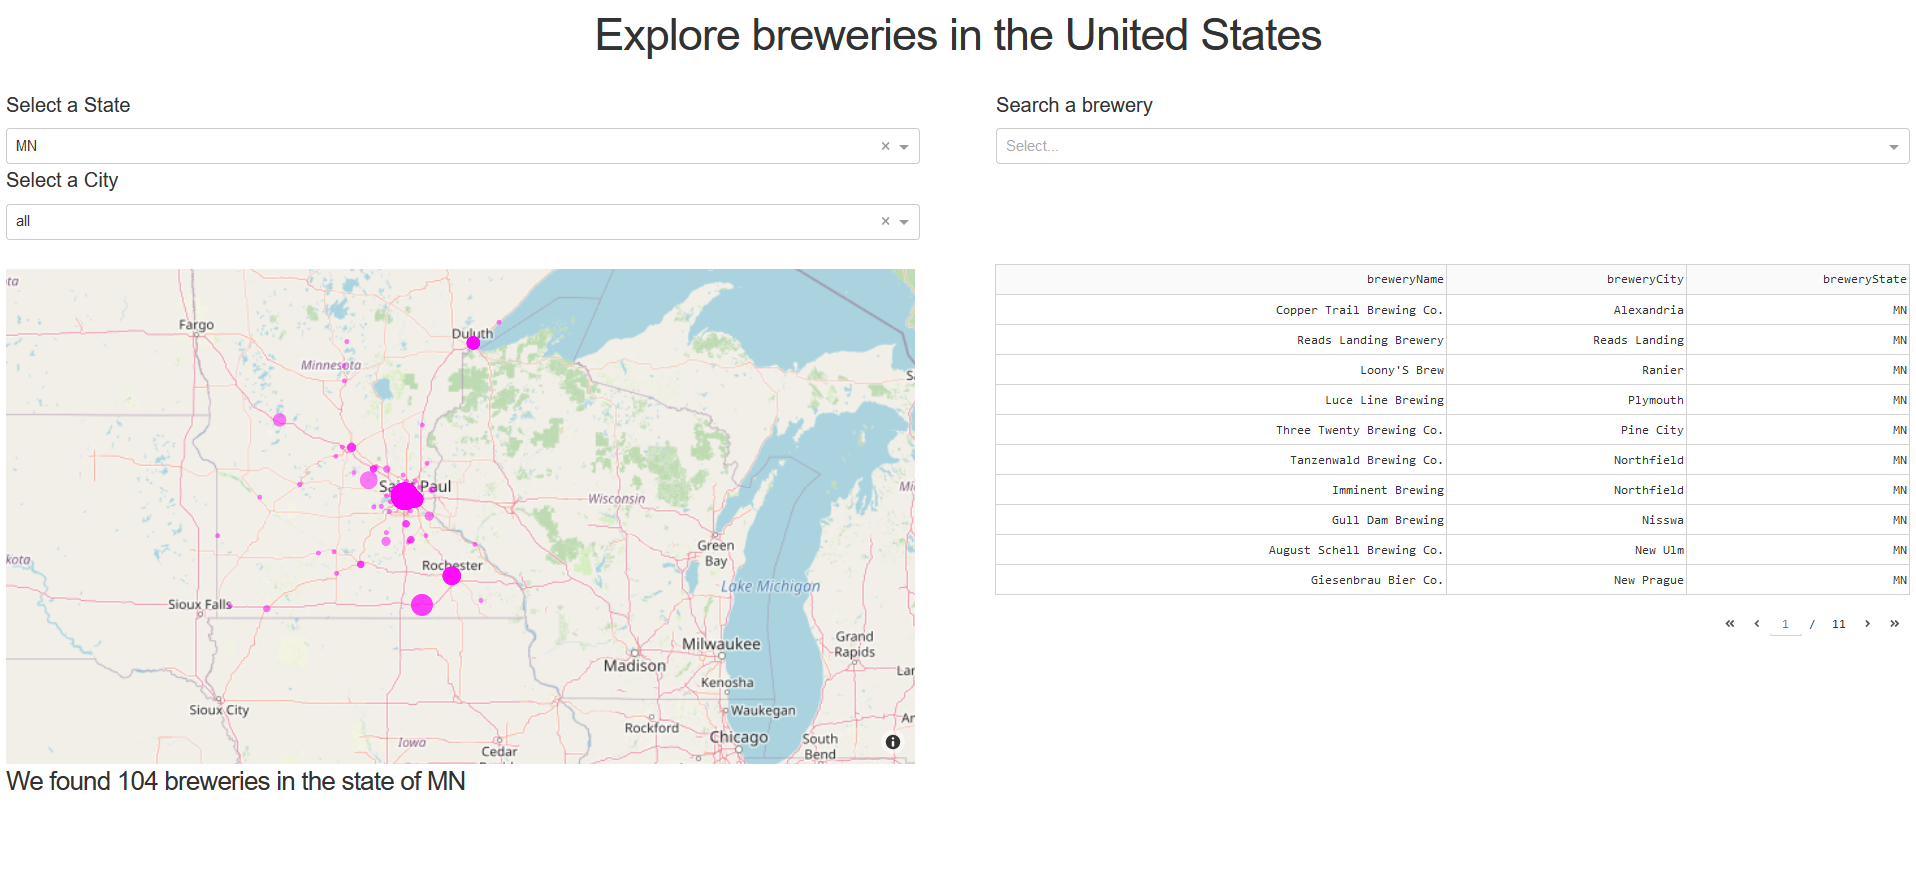 Explore breweries in the United States
Select a State
MN
Select a City
all
Search a brewery
Select...
Fargo
Duluth
Minnesota
Saint Paul
Wisconsin
Rochester
Sioux Falls
Green
Bay
Lake Michigan
Milwaukee
Madison
Grand
Rapids
Kenosha
Waukegan
Sioux City
Rockford
Chicago
South
Bend
Iowa
Cedar
We found 104 breweries in the state of MN
breweryName breweryCity breweryState
Copper Trail Brewing Co. Alexandria MN
Reads Landing Brewery Reads Landing MN
Loony'S Brew Ranier MN
Luce Line Brewing Plymouth MN
Three Twenty Brewing Co. Pine City MN
Tanzenwald Brewing Co. Northfield MN
Imminent Brewing Northfield MN
Gull Dam Brewing Nisswa MN
August Schell Brewing Co. New Ulm MN
Giesenbrau Bier Co. New Prague MN
1 / 11